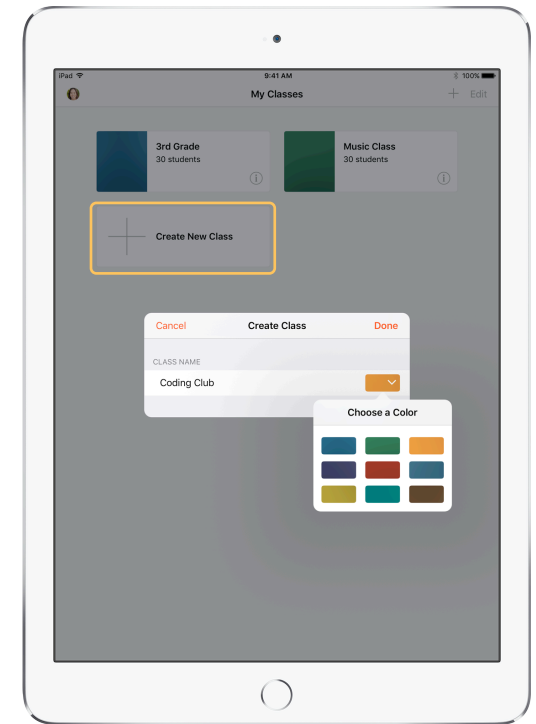 iPad 9:41 AM 100%
My Classes + Edit
3rd Grade
30 students
Music Class
30 students
Create New Class
Cancel Create Class Done
CLASS NAME
Coding Club
Choose a Color